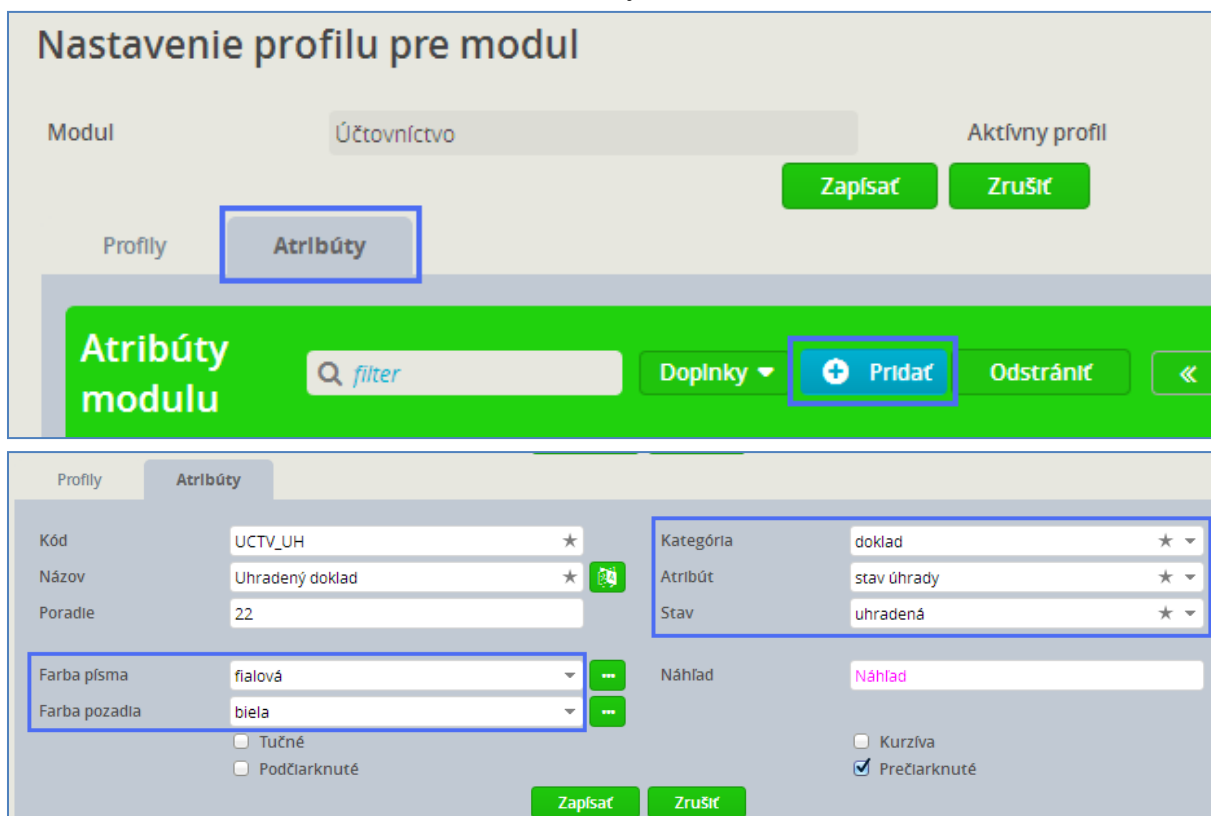 Nastavenie profilu pre modul
Modul Účtovníctvo Aktívny profil
Zapísať Zrušiť
Profily Atribúty
Atribúty modulu filter Doplnky Pridať Odstrániť «
Profily Atribúty
Kód UCTV_UH Kategória doklad
Názov Uhradený doklad Atribút stav úhrady
Poradie 22 Stav uhradená
Farba písma fialová Náhľad Náhľad
Farba pozadia biela
Tučné Kurzíva
Podčiarknuté Prečiarknuté
Zapísať Zrušiť